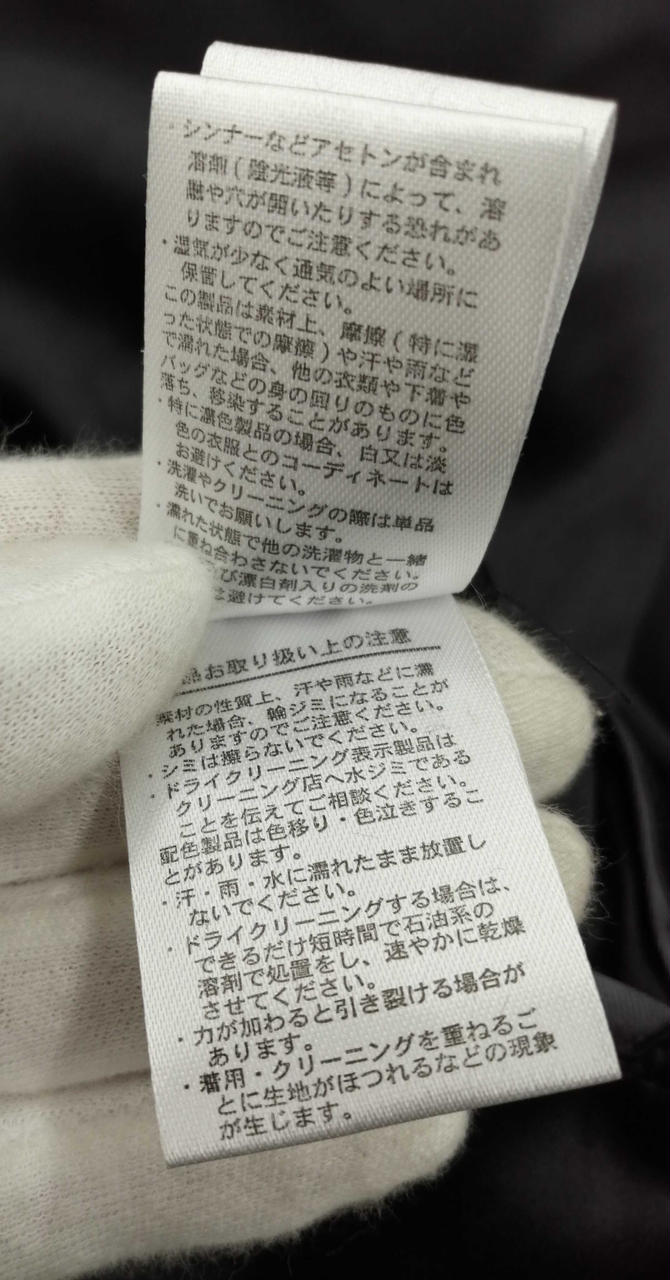 ・シンナーなどアセトンが含まれ
溶剤(陰光液等)によって、溶
融や穴が開いたりする恐れがあ
りますのでご注意ください。
・湿気が少なく通気のよい場所に
保管してください。
この製品は素材上、摩擦(特に湿
った状態での摩擦)や汗や雨など
で濡れた場合、他の衣類や下着や
バッグなどの身の回りのものに色
落ち、移染することがあります。
・特に濃色製品の場合、白又は淡
色の衣服とのコーディネートは
お避けください。
・洗濯やクリーニングの際は単品
洗いでお願いします。
・濡れた状態で他の洗濯物と一緒
に重ね合わさないでください。
び漂白剤入りの洗剤の
は避けてください。
品お取り扱い上の注意
素材の性質上、汗や雨などに濡
れた場合、輪ジミになることが
ありますのでご注意ください。
・シミは擦らないでください。
・ドライクリーニング表示製品は
クリーニング店へ水ジミである
ことを伝えてご相談ください。
配色製品は色移り・色泣きするこ
とがあります。
・汗・雨・水に濡れたまま放置し
ないでください。
・ドライクリーニングする場合は、
できるだけ短時間で石油系の
溶剤で処置をし、速やかに乾燥
させてください。
・力が加わると引き裂ける場合が
あります。
・着用・クリーニングを重ねるご
とに生地がほつれるなどの現象
が生じます。